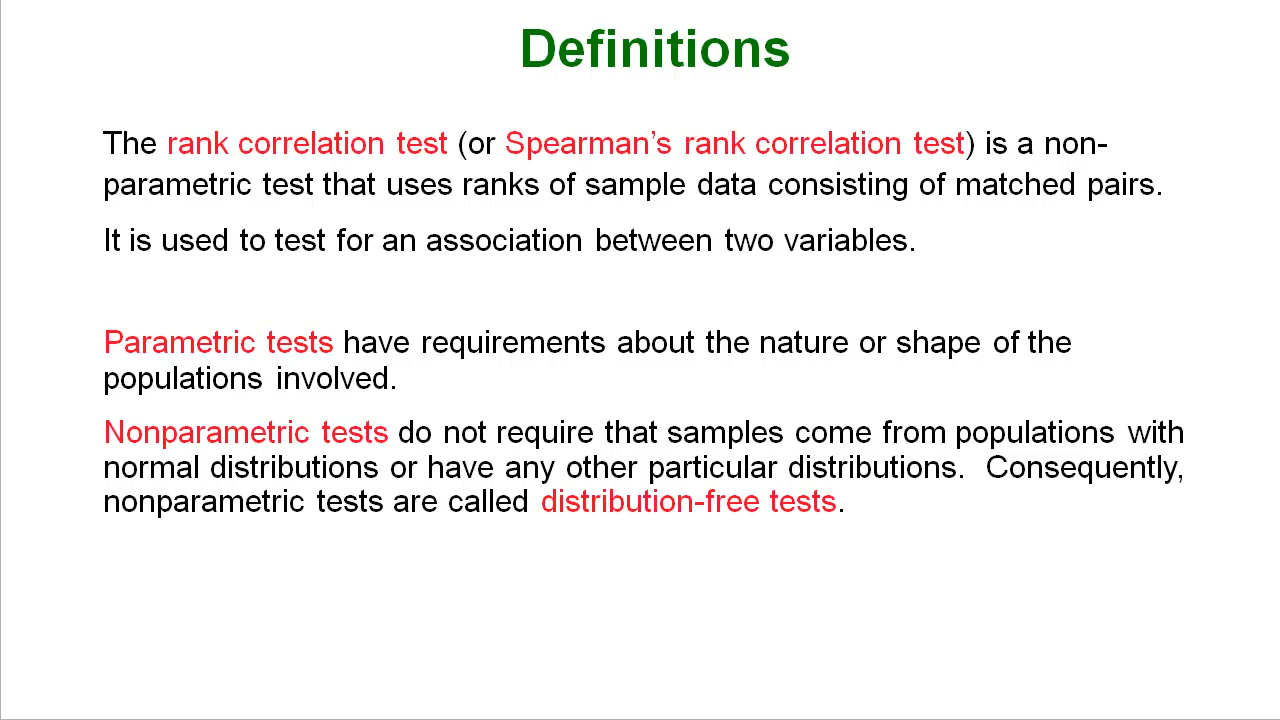 Definitions
The rank correlation test (or Spearman’s rank correlation test) is a non-
parametric test that uses ranks of sample data consisting of matched pairs.
It is used to test for an association between two variables.
Parametric tests have requirements about the nature or shape of the
populations involved.
Nonparametric tests do not require that samples come from populations with
normal distributions or have any other particular distributions.  Consequently,
nonparametric tests are called distribution-free tests.